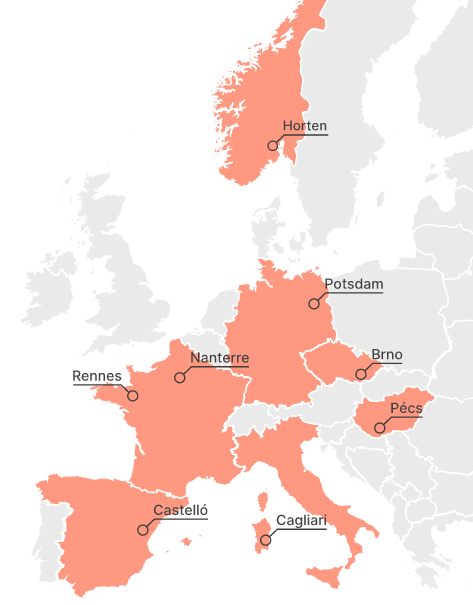 Horten
Potsdam
Nanterre
Brno
Rennes
Pécs
Castelló
Cagliari